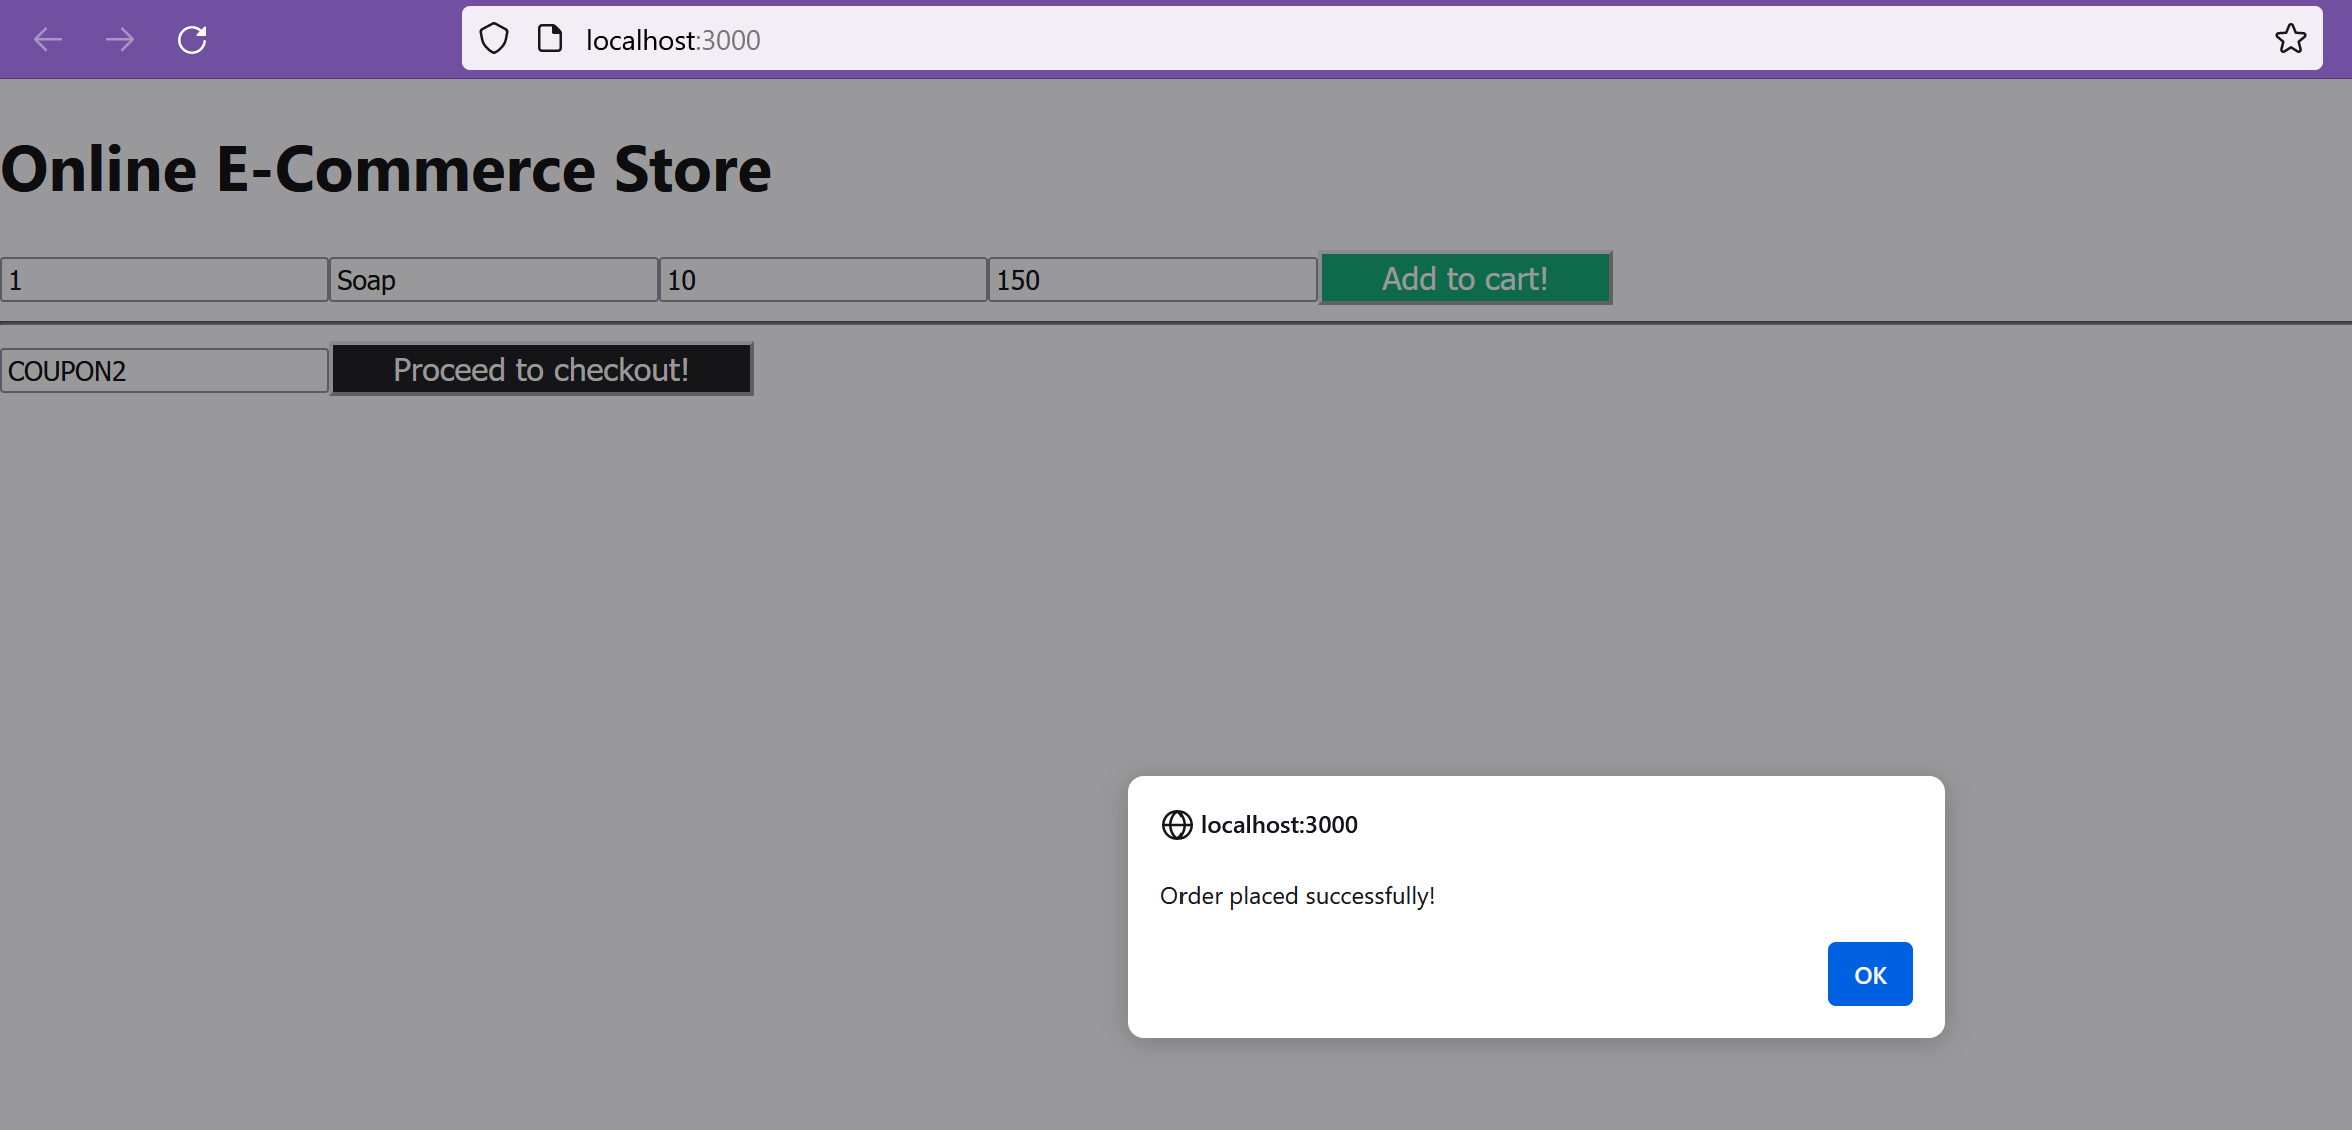 localhost:3000
Online E-Commerce Store
1 Soap 10 150 Add to cart!
COUPON2 Proceed to checkout!
localhost:3000
Order placed successfully!
OK